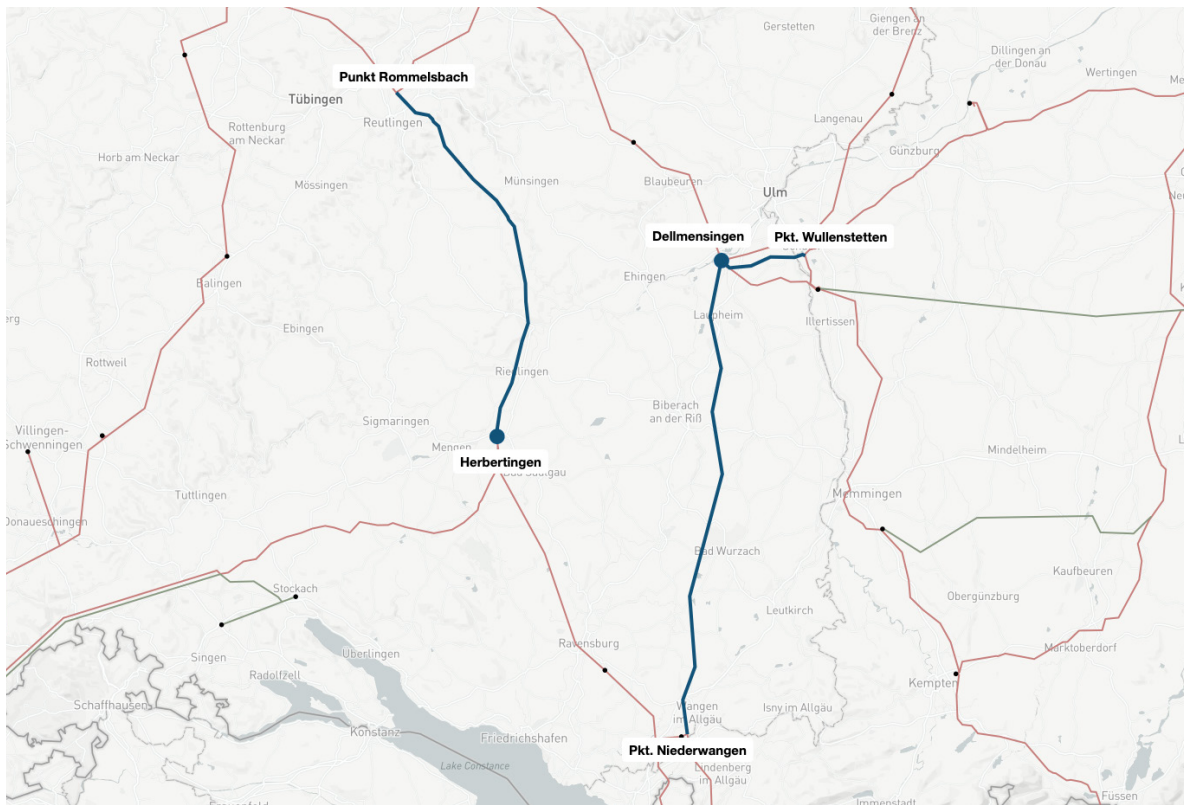 Gerstetten
Giengen an
der Brenz
Dillingen an
der Donau
Wertingen
Punkt Rommelsbach
Tübingen
Reutlingen
Langenau
Rottenburg
am Neckar
Horb am Neckar
Günzburg
Mössingen
Münsingen
Blaubeuren
Ulm
Dellmensingen
Pkt. Wullenstetten
Ehingen
Balingen
Laupheim
Illertissen
Ebingen
Rottweil
Riedlingen
Biberach
an der Riß
Sigmaringen
Villingen-
Schwenningen
Mengen
Herbertingen
Bad Saulgau
Mindelheim
Tuttlingen
Memmingen
Donaueschingen
Bad Wurzach
Kaufbeuren
Stockach
Leutkirch
Obergünzburg
Ravensburg
Überlingen
Singen
Radolfzell
Marktoberdorf
Kempten
Schaffhausen
Wangen
im Allgäu
Isny im Allgäu
Konstanz
Friedrichshafen
Pkt. Niederwangen
Lake Constance
Lindenberg
im Allgäu
Immenstadt
Füssen
Frauenfeld